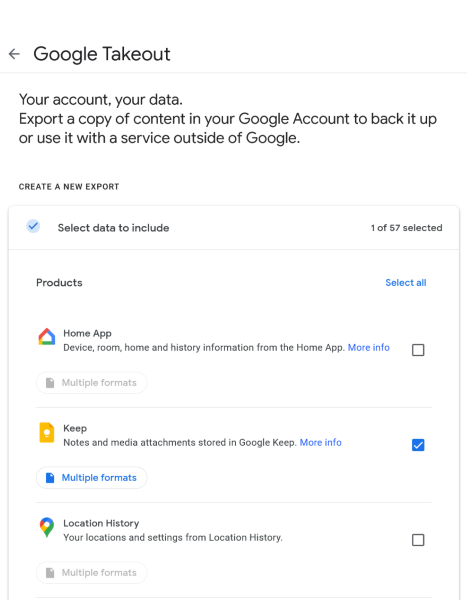 Google Takeout
Your account, your data.
Export a copy of content in your Google Account to back it up
or use it with a service outside of Google.
CREATE A NEW EXPORT
Select data to include
1 of 57 selected
Products
Select all
Home App
Device, room, home and history information from the Home App. More info
Multiple formats
Keep
Notes and media attachments stored in Google Keep. More info
Multiple formats
Location History
Your locations and settings from Location History.
Multiple formats